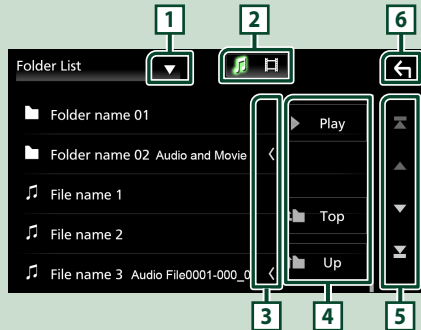 1 2 6
Folder List
Folder name 01
Play
Folder name 02 Audio and Movie
File name 1
File name 2
Top
File name 3 Audio File0001-000_0
Up
3 4 5